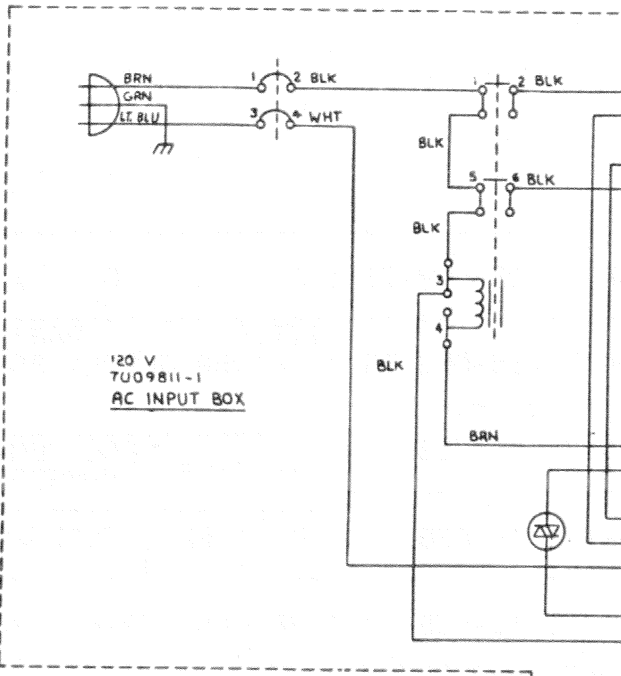 BRN
1
2 BLK
1
2 BLK
GRN
LT. BLU
3
4 WHT
BLK
5
6 BLK
BLK
3
4
120 V
7U09811-1
AC INPUT BOX
BLK
BRN